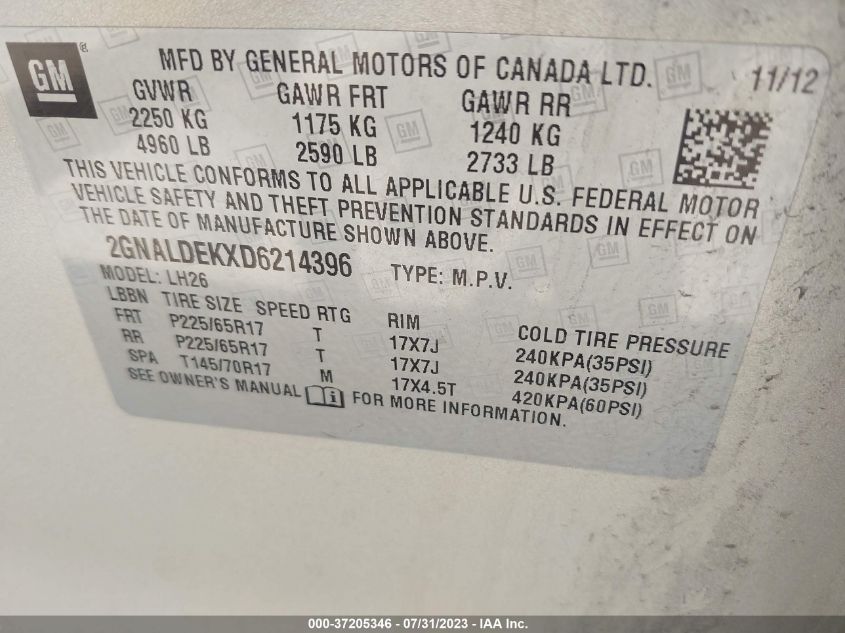 GM ®
MFD BY GENERAL MOTORS OF CANADA LTD. 11/12
GVWR GAWR FRT GAWR RR
2250 KG 1175 KG 1240 KG
4960 LB 2590 LB 2733 LB
THIS VEHICLE CONFORMS TO ALL APPLICABLE U.S. FEDERAL MOTOR
VEHICLE SAFETY AND THEFT PREVENTION STANDARDS IN EFFECT ON
THE DATE OF MANUFACTURE SHOWN ABOVE.
2GNALDEKXD6214396 TYPE: M.P.V.
MODEL: LH26
LBBN TIRE SIZE SPEED RTG RIM COLD TIRE PRESSURE
FRT P225/65R17 T 17X7J 240KPA(35PSI)
RR P225/65R17 T 17X7J 240KPA(35PSI)
SPA T145/70R17 M 17X4.5T 420KPA(60PSI)
SEE OWNER'S MANUAL i FOR MORE INFORMATION.
000-37205346 / 07/31/2023 - IAA Inc.